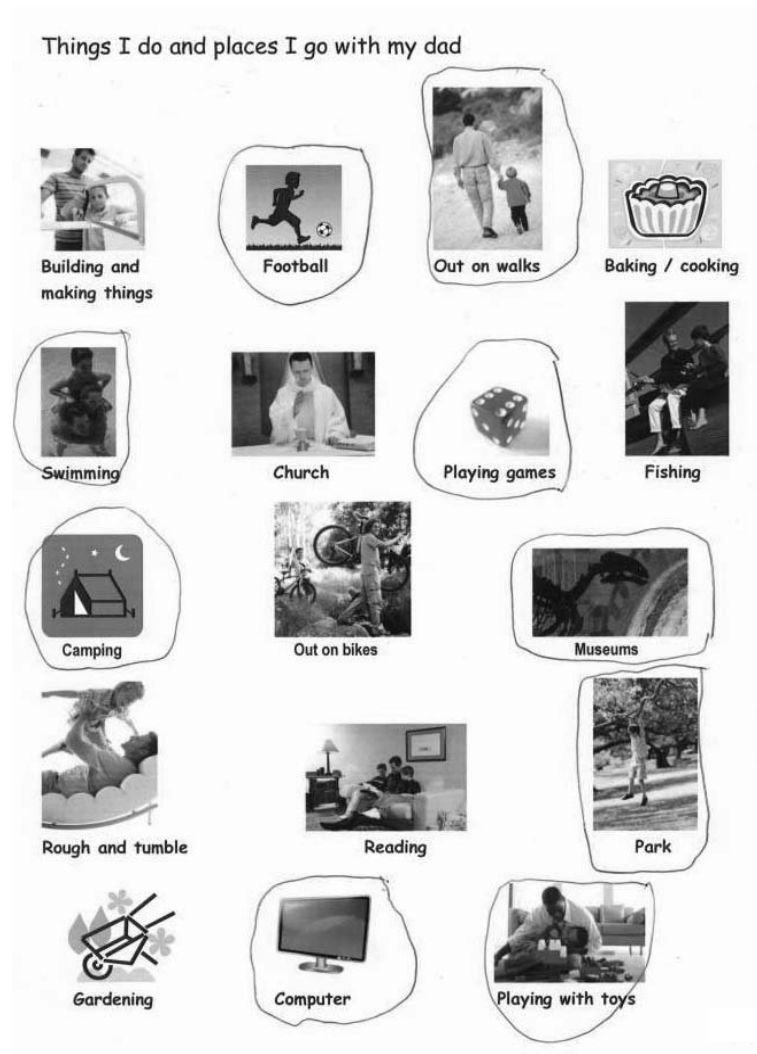 Things I do and places I go with my dad
Building and
making things
Football
Out on walks
Baking / cooking
Swimming
Church
Playing games
Fishing
Camping
Out on bikes
Museums
Rough and tumble
Reading
Park
Gardening
Computer
Playing with toys